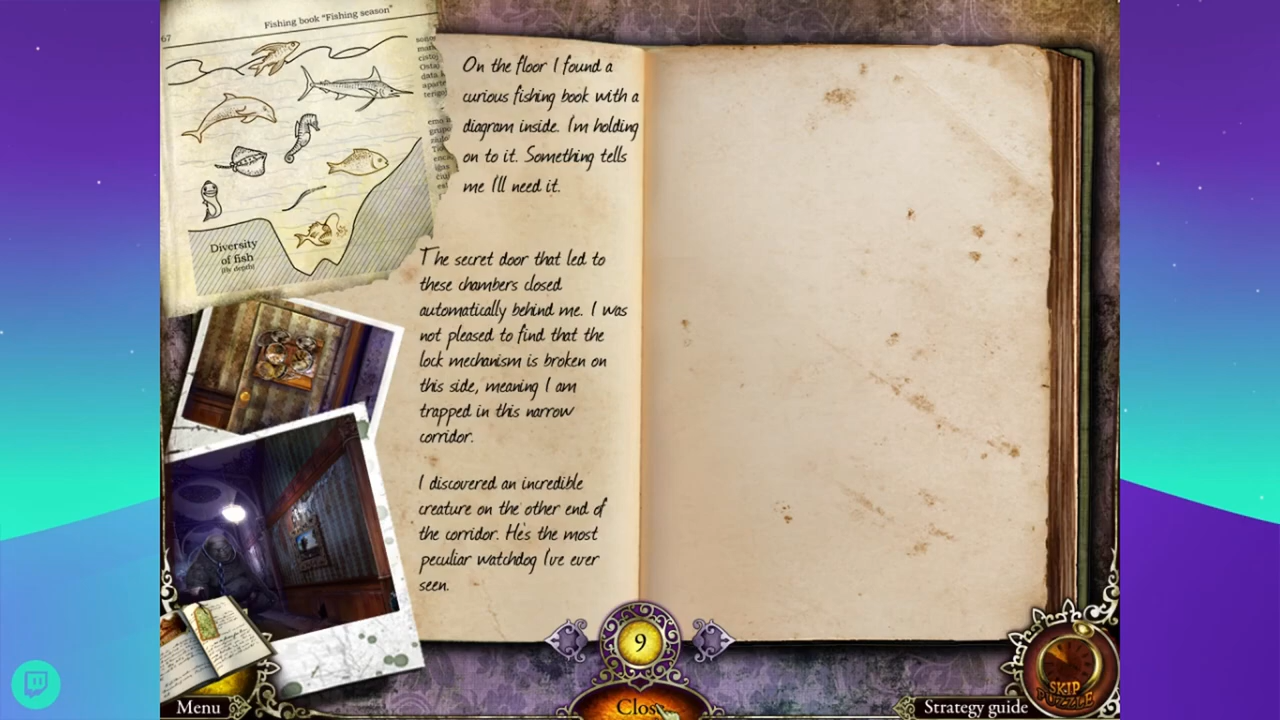 Fishing book "Fishing season"
67
Diversity
of fish
(by depth)
On the floor I found a
curious fishing book with a
diagram inside. I'm holding
on to it. Something tells
me I'll need it.
The secret door that led to
these chambers closed
automatically behind me. I was
not pleased to find that the
lock mechanism is broken on
this side, meaning I am
trapped in this narrow
corridor.
I discovered an incredible
creature on the other end of
the corridor. He's the most
peculiar watchdog I've ever
seen.
9
Close
Menu
Strategy guide
SKIP
PUZZLE